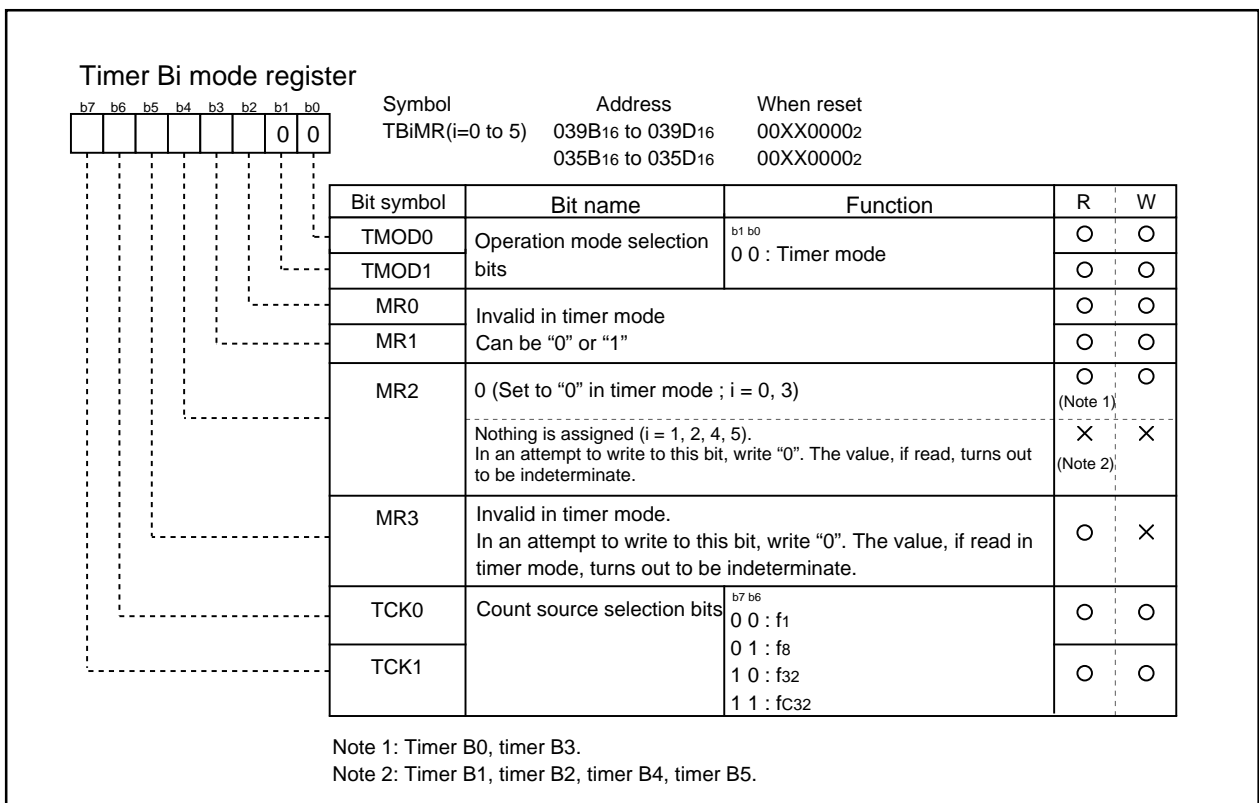 Timer Bi mode register
b7 b6 b5 b4 b3 b2 b1 b0
0 0
Symbol Address When reset
TBiMR(i=0 to 5) 039B16 to 039D16 00XX00002
035B16 to 035D16 00XX00002
Bit symbol Bit name Function R W
TMOD0 Operation mode selection bits b1 b0
0 0 : Timer mode
TMOD1
MR0 Invalid in timer mode
MR1 Can be “0” or “1”
MR2 0 (Set to “0” in timer mode ; i = 0, 3)
(Note 1)
Nothing is assigned (i = 1, 2, 4, 5).
In an attempt to write to this bit, write “0”. The value, if read, turns out
to be indeterminate.
(Note 2)
MR3 Invalid in timer mode.
In an attempt to write to this bit, write “0”. The value, if read in
timer mode, turns out to be indeterminate.
TCK0 Count source selection bits b7 b6
0 0 : f1
0 1 : f8
TCK1 1 0 : f32
1 1 : fC32
Note 1: Timer B0, timer B3.
Note 2: Timer B1, timer B2, timer B4, timer B5.